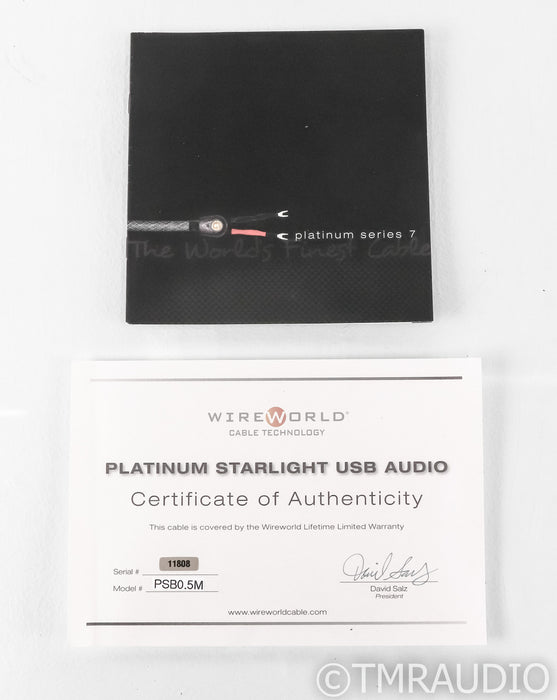 platinum series 7
The World's Finest Cable
WIREWORLD®
CABLE TECHNOLOGY
PLATINUM STARLIGHT USB AUDIO
Certificate of Authenticity
This cable is covered by the Wireworld Lifetime Limited Warranty
Serial # 11808
Model # PSB0.5M
David Salz
David Salz
President
www.wireworldcable.com
©TMRAUDIO